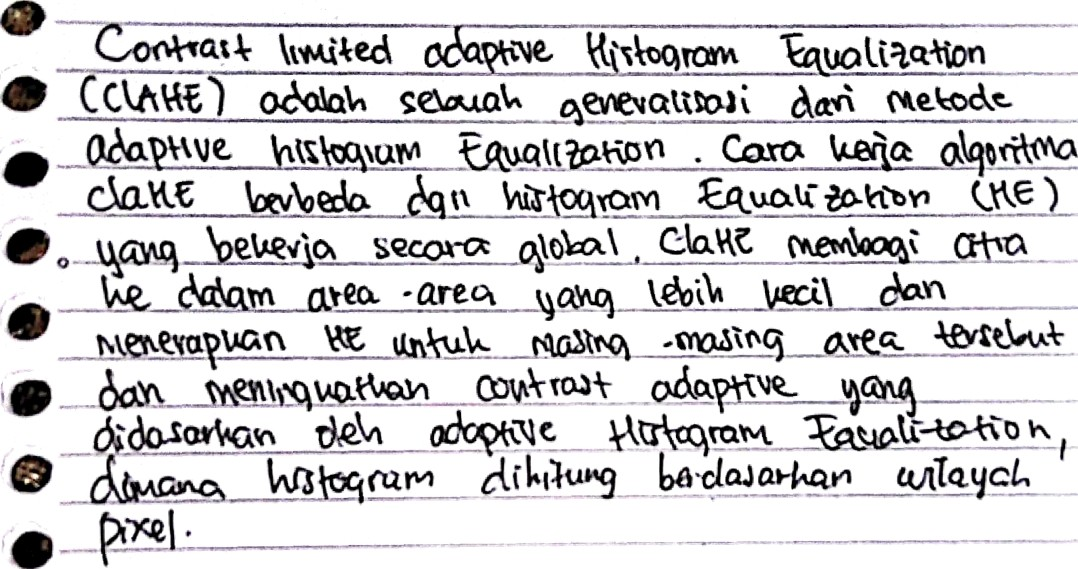 Contrast limited adaptive Histogram Equalization
(CLAHE) adalah sebuah generalisasi dari metode
adaptive histogram Equalization. Cara kerja algoritma
ClaHE berbeda dgn histogram Equalization (HE)
yang bekerja secara global. ClaHE membagi citra
ke dalam area-area yang lebih kecil dan
menerapkan HE untuk masing-masing area tersebut
dan meningkatkan contrast adaptive yang
didasarkan oleh adaptive Histogram Equalization,
dimana histogram dihitung berdasarkan wilayah
pixel.